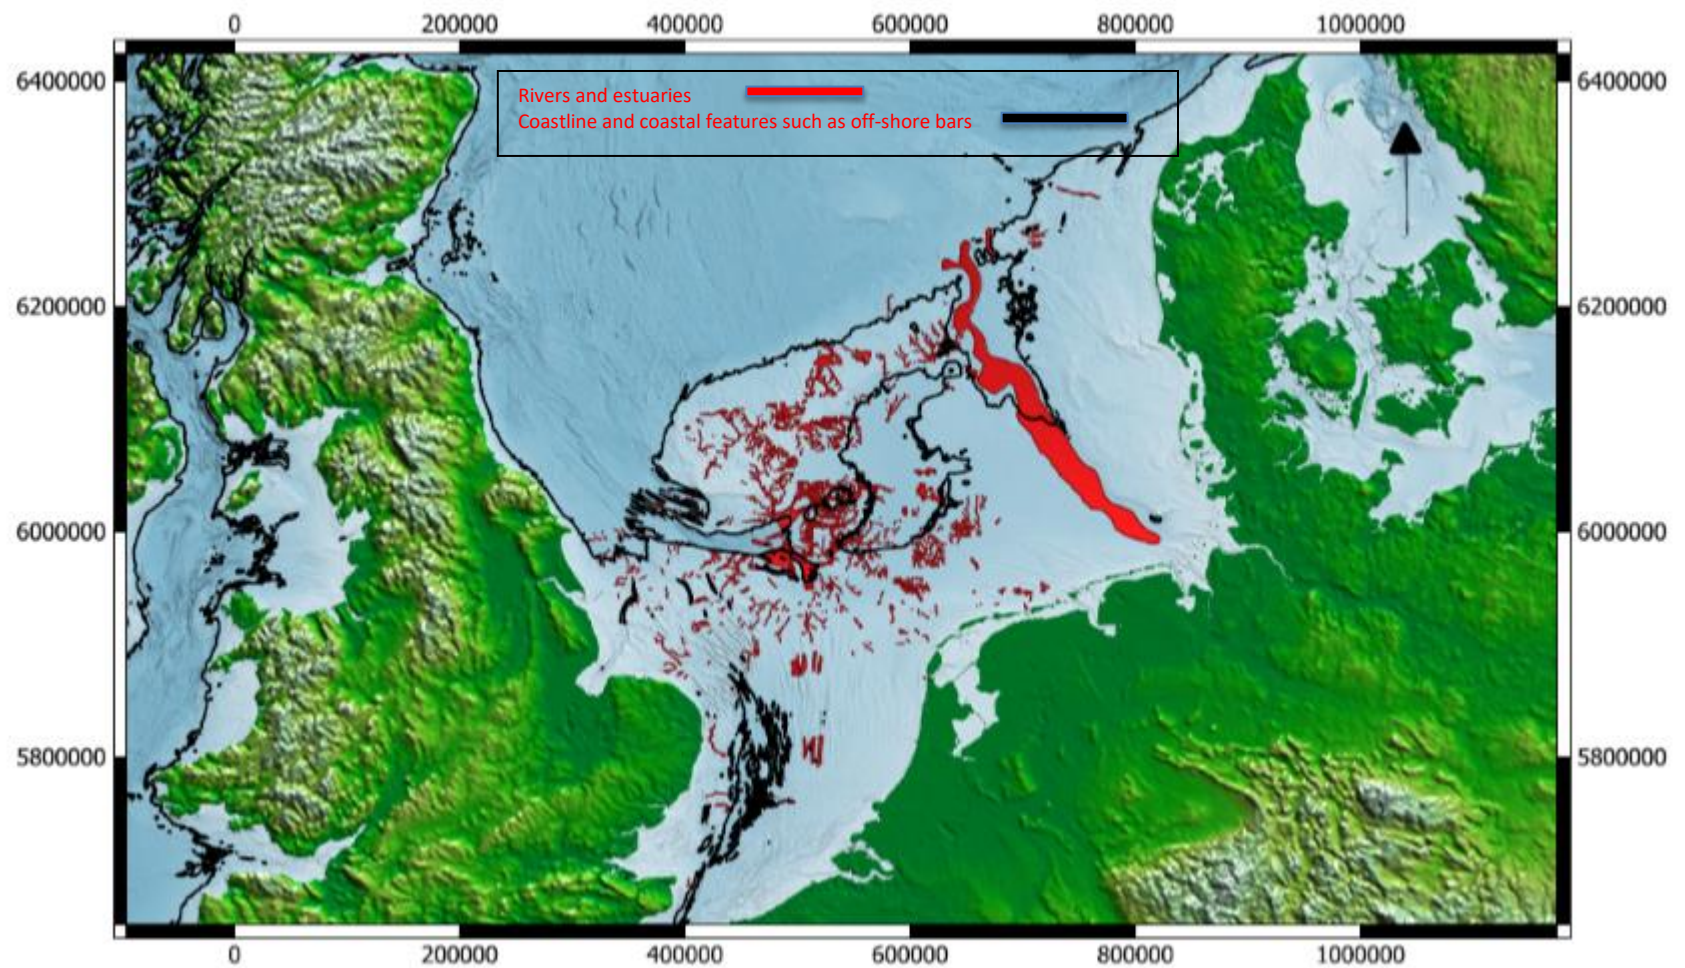 0 200000 400000 600000 800000 1000000
6400000 6400000
Rivers and estuaries
Coastline and coastal features such as off-shore bars
6200000 6200000
6000000 6000000
5800000 5800000
0 200000 400000 600000 800000 1000000